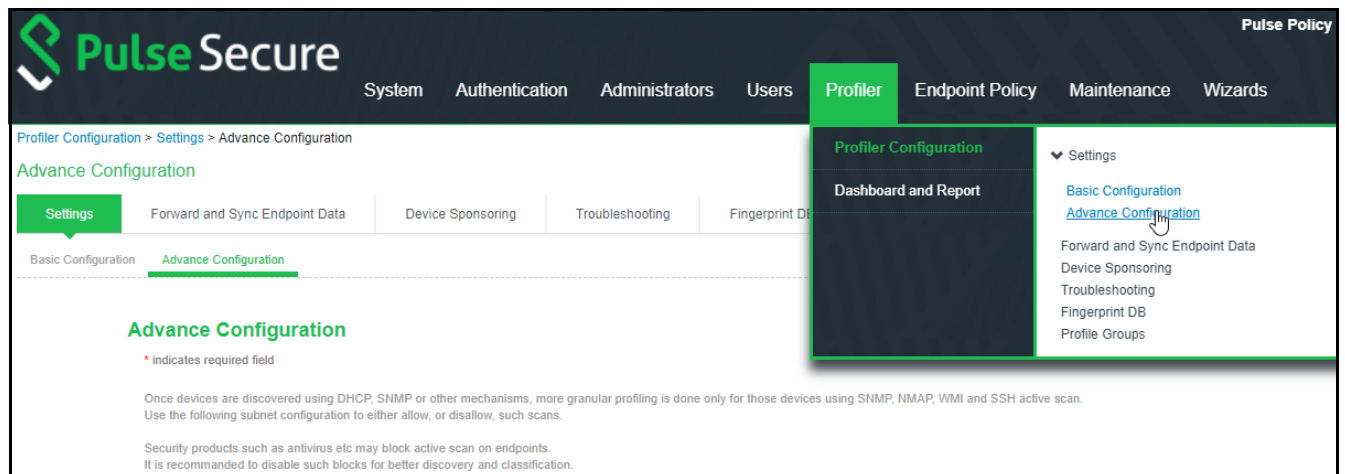 Pulse Secure
Pulse Policy
System Authentication Administrators Users Profiler Endpoint Policy Maintenance Wizards
Profiler Configuration > Settings > Advance Configuration
Advance Configuration
Settings Forward and Sync Endpoint Data Device Sponsoring Troubleshooting Fingerprint
Basic Configuration Advance Configuration
Profiler Configuration
Dashboard and Report
Settings
Basic Configuration
Advance Configuration
Forward and Sync Endpoint Data
Device Sponsoring
Troubleshooting
Fingerprint DB
Profile Groups
Advance Configuration
* indicates required field
Once devices are discovered using DHCP, SNMP or other mechanisms, more granular profiling is done only for those devices using SNMP, NMAP, WMI and SSH active scan.
Use the following subnet configuration to either allow, or disallow, such scans.
Security products such as antivirus etc may block active scan on endpoints.
It is recommanded to disable such blocks for better discovery and classification.